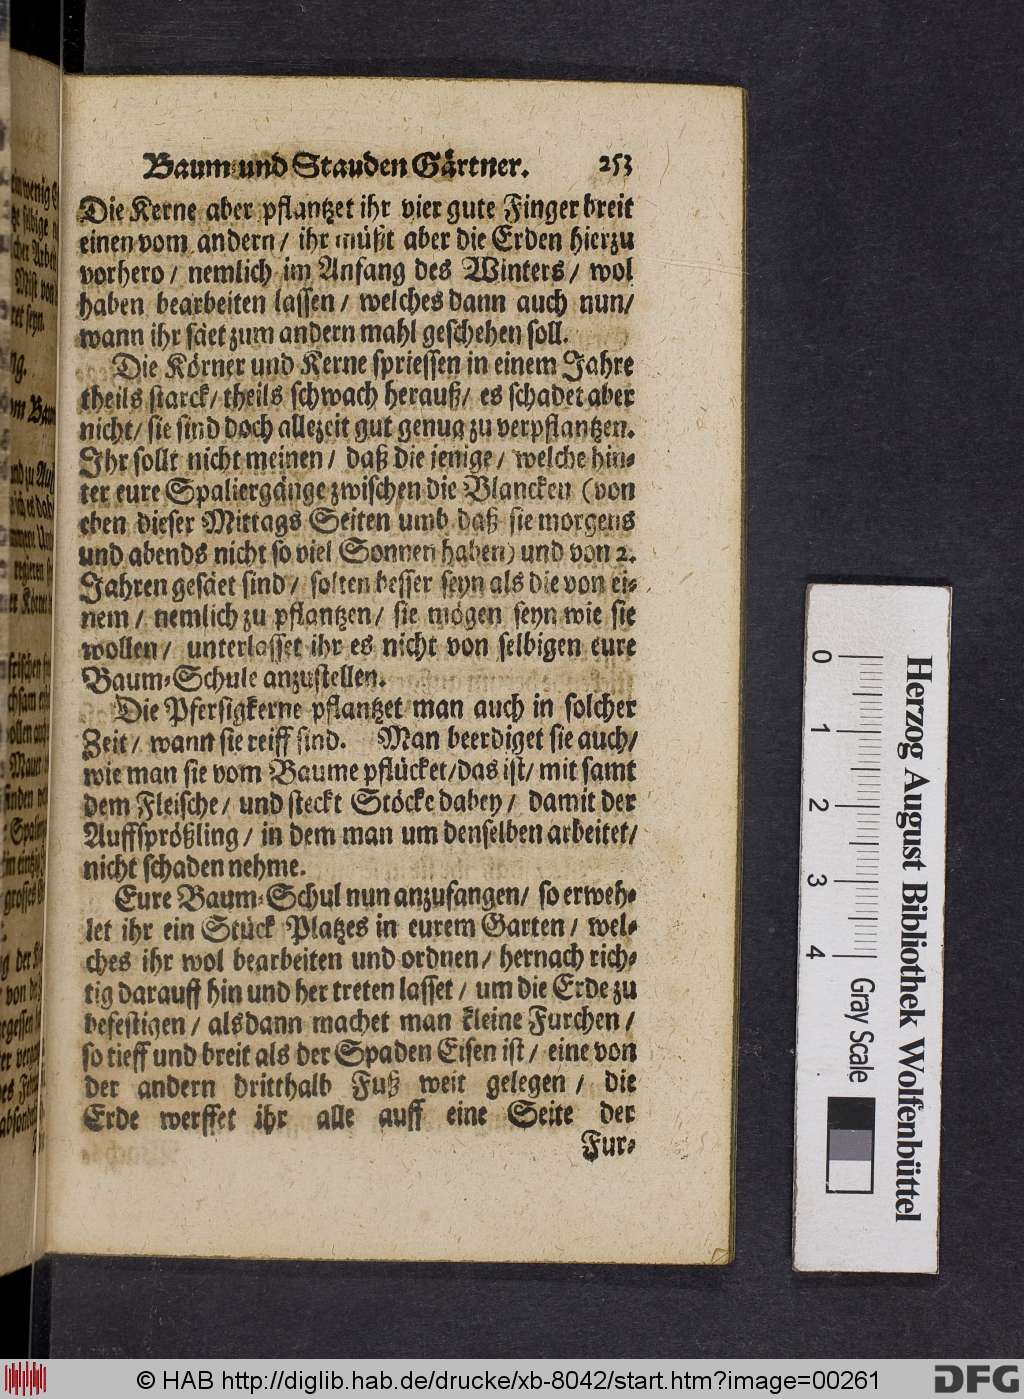 Baum- und Stauden Gärtner. 253
Die Kerne aber pflantzet ihr vier gute Finger breit
einen vom andern / ihr müßt aber die Erden hierzu
vorhero / nemlich im Anfang des Winters / wol
haben bearbeiten lassen / welches dann auch nun /
wann ihr säet zum andern mahl geschehen soll.
Die Körner und Kerne spriessen in einem Jahre
theils starck / theils schwach herauß / es schadet aber
nicht / sie sind doch allezeit gut genug zu verpflantzen.
Ihr sollt nicht meinen / daß die jenige / welche hin-
ter eure Spaliergänge zwischen die Blancken (von
eben dieser Mittags Seiten umb daß sie morgens
und abends nicht so viel Sonnen haben) und von 2.
Jahren gesäet sind / solten besser seyn als die von ei-
nem / nemlich zu pflantzen / sie mögen seyn wie sie
wollen / unterlasset ihr es nicht von selbigen eure
Baum-Schule anzustellen.
Die Pfersigkerne pflantzet man auch in solcher
Zeit / wann sie reiff sind. Man beerdiget sie auch /
wie man sie vom Baume pflücket / das ist / mit samt
dem Fleische / und steckt Stöcke dabey / damit der
Auffsprößling / in dem man um denselben arbeitet /
nicht schaden nehme.
Eure Baum-Schul nun anzufangen / so erweh-
let ihr ein Stück Platzes in eurem Garten / wel-
ches ihr wol bearbeiten und ordnen / hernach rich-
tig darauff hin und her treten lasset / um die Erde zu
befestigen / alsdann machet man kleine Furchen /
so tieff und breit als der Spaden Eisen ist / eine von
der andern dritthalb Fuß weit gelegen / die
Erde werffet ihr alle auff eine Seite der
Fur-
0 1 2 3 4
Gray Scale
Herzog August Bibliothek Wolfenbüttel
© HAB http://diglib.hab.de/drucke/xb-8042/start.htm?image=00261
DFG